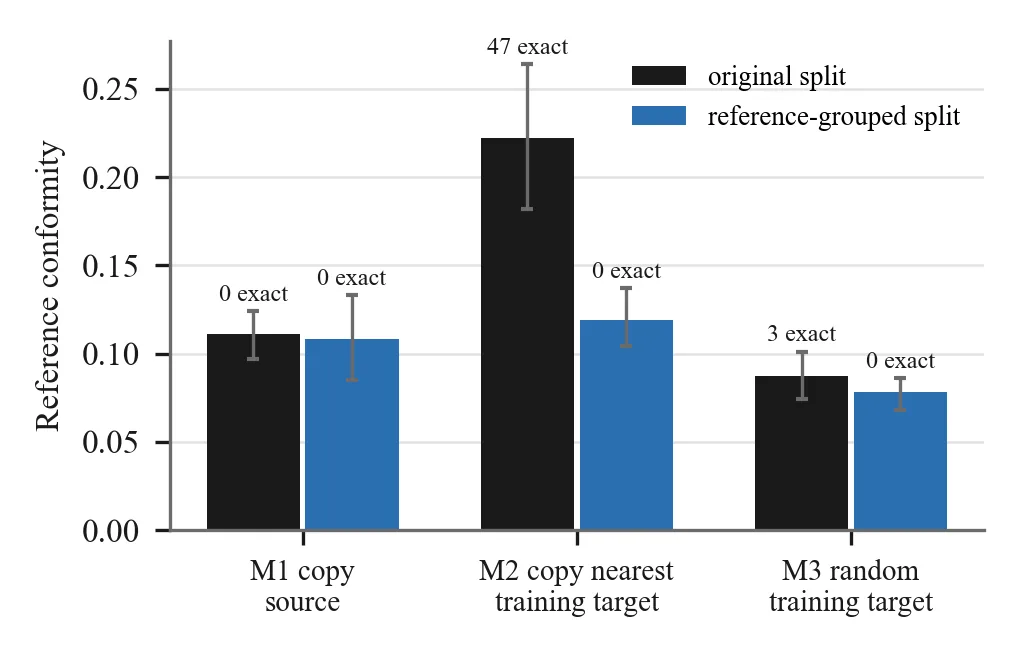 47 exact
original split
reference-grouped split
0.25
0.20
0.15
0.10
0.05
0.00
Reference conformity
0 exact
0 exact
0 exact
3 exact
0 exact
M1 copy
source
M2 copy nearest
training target
M3 random
training target